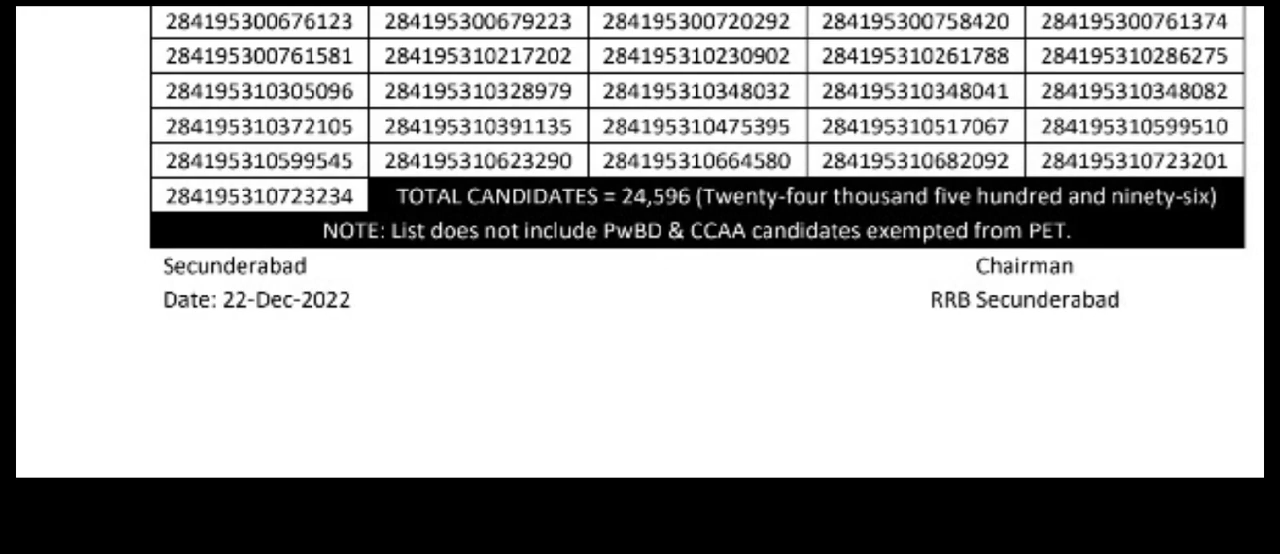 284195300676123 284195300679223 284195300720292 284195300758420 284195300761374
284195300761581 284195310217202 284195310230902 284195310261788 284195310286275
284195310305096 284195310328979 284195310348032 284195310348041 284195310348082
284195310372105 284195310391135 284195310475395 284195310517067 284195310599510
284195310599545 284195310623290 284195310664580 284195310682092 284195310723201
284195310723234 TOTAL CANDIDATES = 24,596 (Twenty-four thousand five hundred and ninety-six)
NOTE: List does not include PwBD & CCAA candidates exempted from PET.
Secunderabad Chairman
Date: 22-Dec-2022 RRB Secunderabad